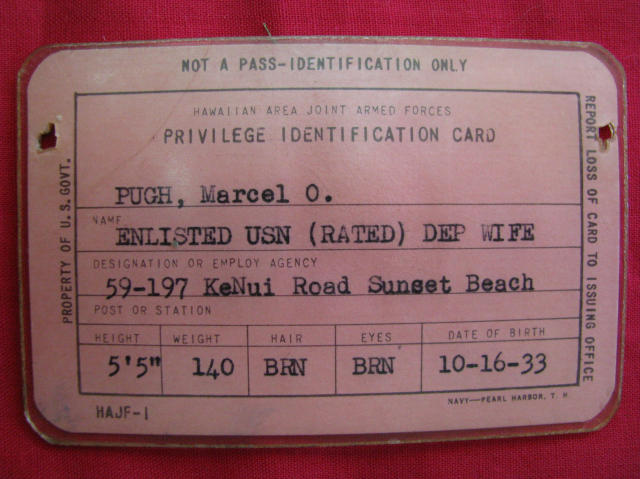 NOT A PASS-IDENTIFICATION ONLY
HAWAIIAN AREA JOINT ARMED FORCES
PRIVILEGE IDENTIFICATION CARD
PUGH, Marcel O.
NAME
ENLISTED USN (RATED) DEP WIFE
DESIGNATION OR EMPLOY AGENCY
59-197 KeNui Road Sunset Beach
POST OR STATION
HEIGHT WEIGHT HAIR EYES DATE OF BIRTH
5'5" 140 BRN BRN 10-16-33
NAVY—PEARL HARBOR, T. H.
HAJF-1
PROPERTY OF U.S. GOVT.
REPORT LOSS OF CARD TO ISSUING OFFICE